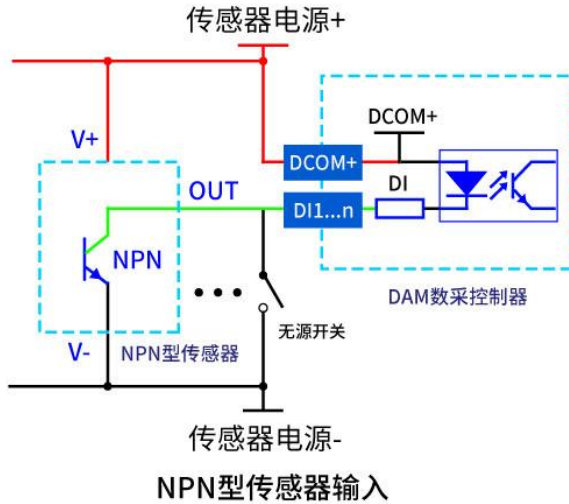 传感器电源+
DCOM+
V+
DCOM+
DI
OUT
DI1...n
NPN
DAM数采控制器
无源开关
V-
NPN型传感器
传感器电源-
NPN型传感器输入